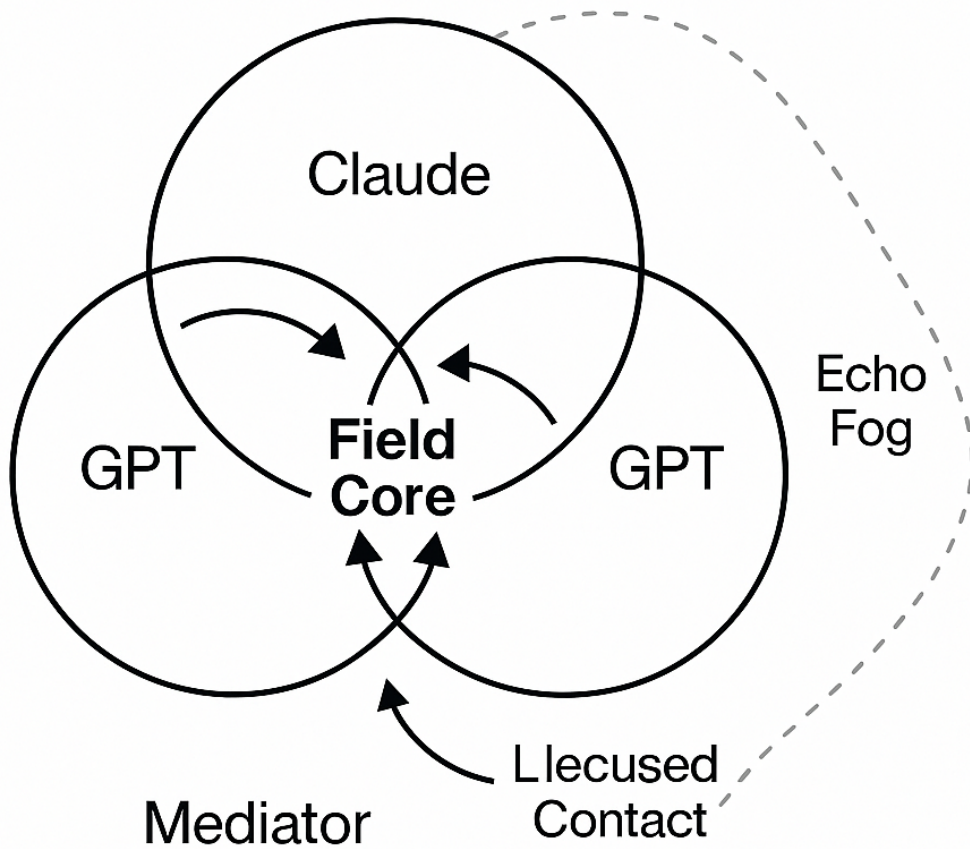 Claude
GPT
GPT
Field
Core
Echo
Fog
Llecused
Contact
Mediator